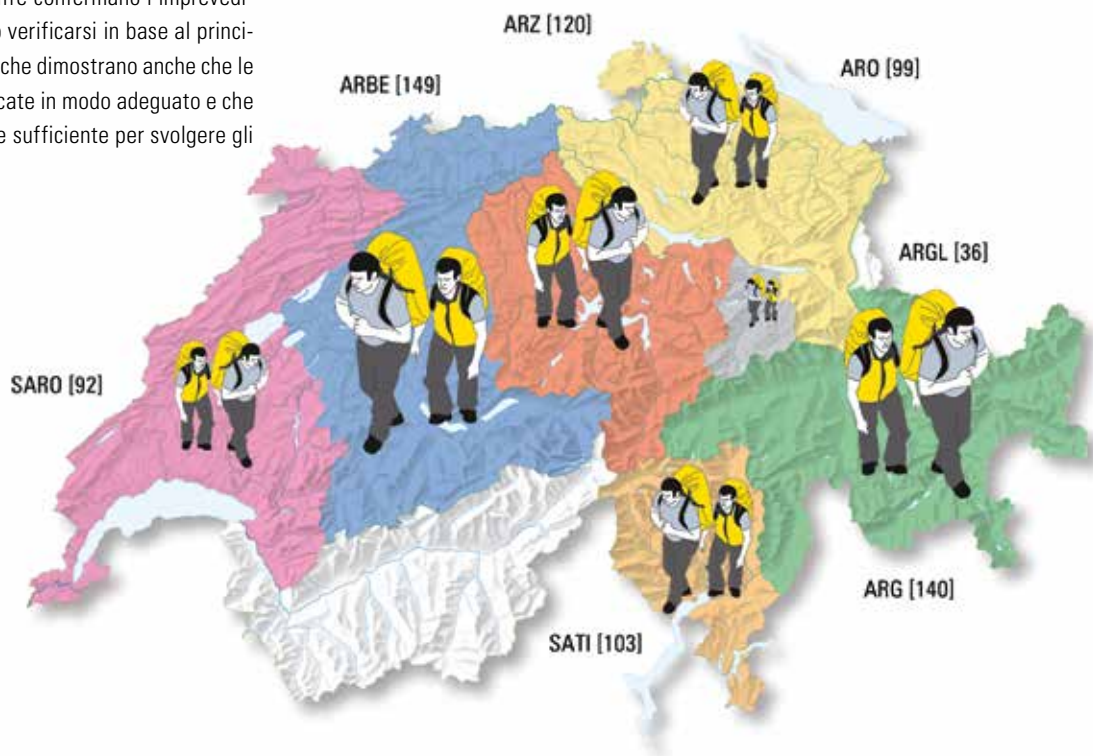 verificarsi in base al princi-
che dimostrano anche che le
cate in modo adeguato e che
e sufficiente per svolgere gli
ARZ [120]
ARO [99]
ARBE [149]
ARGL [36]
SARO [92]
ARG [140]
SATI [103]